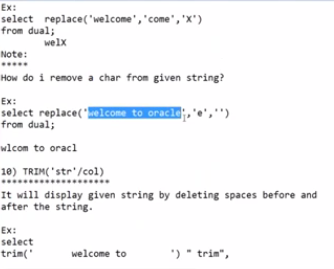 Ex:
select replace('welcome','come','X')
from dual;
welX
Note:
*****
How do i remove a char from given string?
Ex:
select replace('welcome to oracle','e','')
from dual;
wlcom to oracl
10) TRIM('str'/col)
********************
It will display given string by deleting spaces before and
after the string.
Ex:
select
trim('      welcome to      ') " trim",